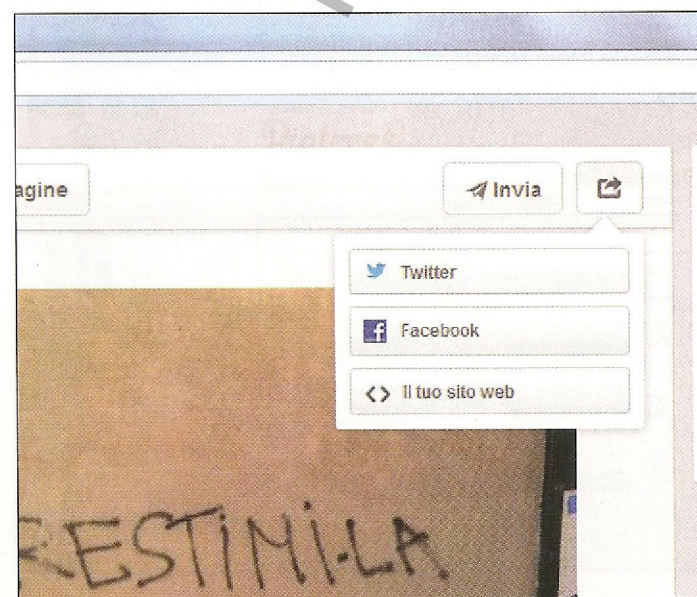 agine
Invia
Twitter
Facebook
Il tuo sito web
RESTIMI.LA